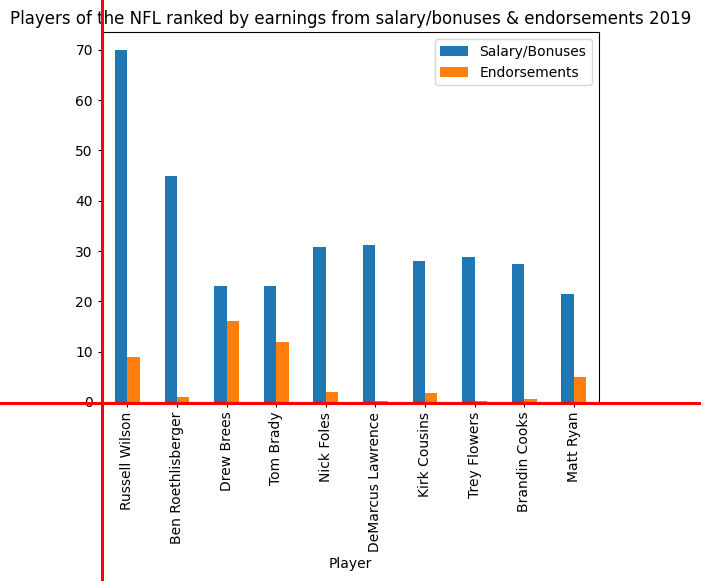 Players of the NFL ranked by earnings from salary/bonuses & endorsements 2019
Salary/Bonuses
Endorsements
70
60
50
40
30
20
10
0
Russell Wilson
Ben Roethlisberger
Drew Brees
Tom Brady
Nick Foles
DeMarcus Lawrence
Kirk Cousins
Trey Flowers
Brandin Cooks
Matt Ryan
Player